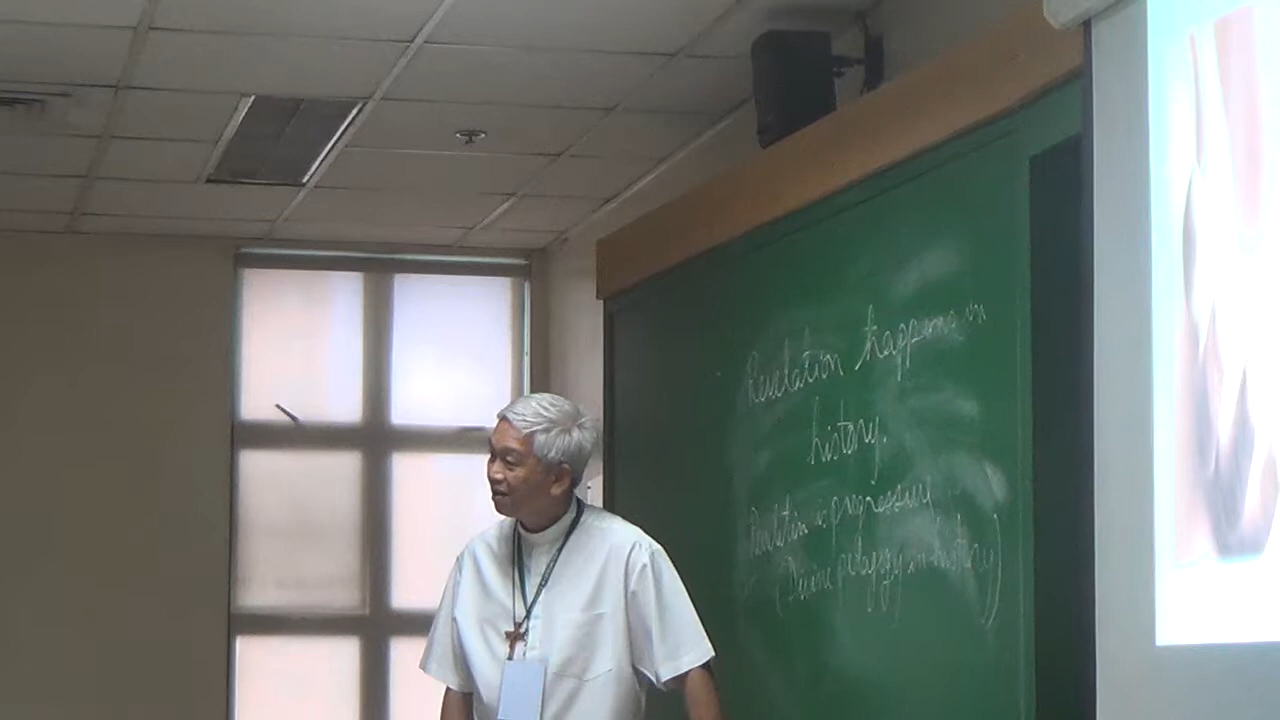 Revelation happens in
history.
Revelation is progressive
(Divine pedagogy in history)